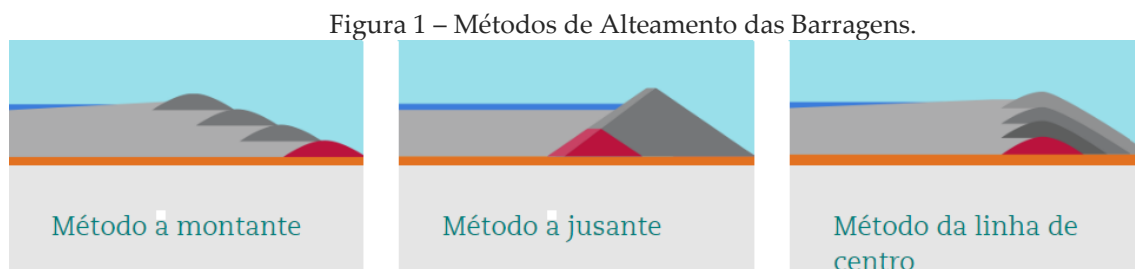 Figura 1 – Métodos de Alteamento das Barragens.
Método a montante
Método a jusante
Método da linha de
centro